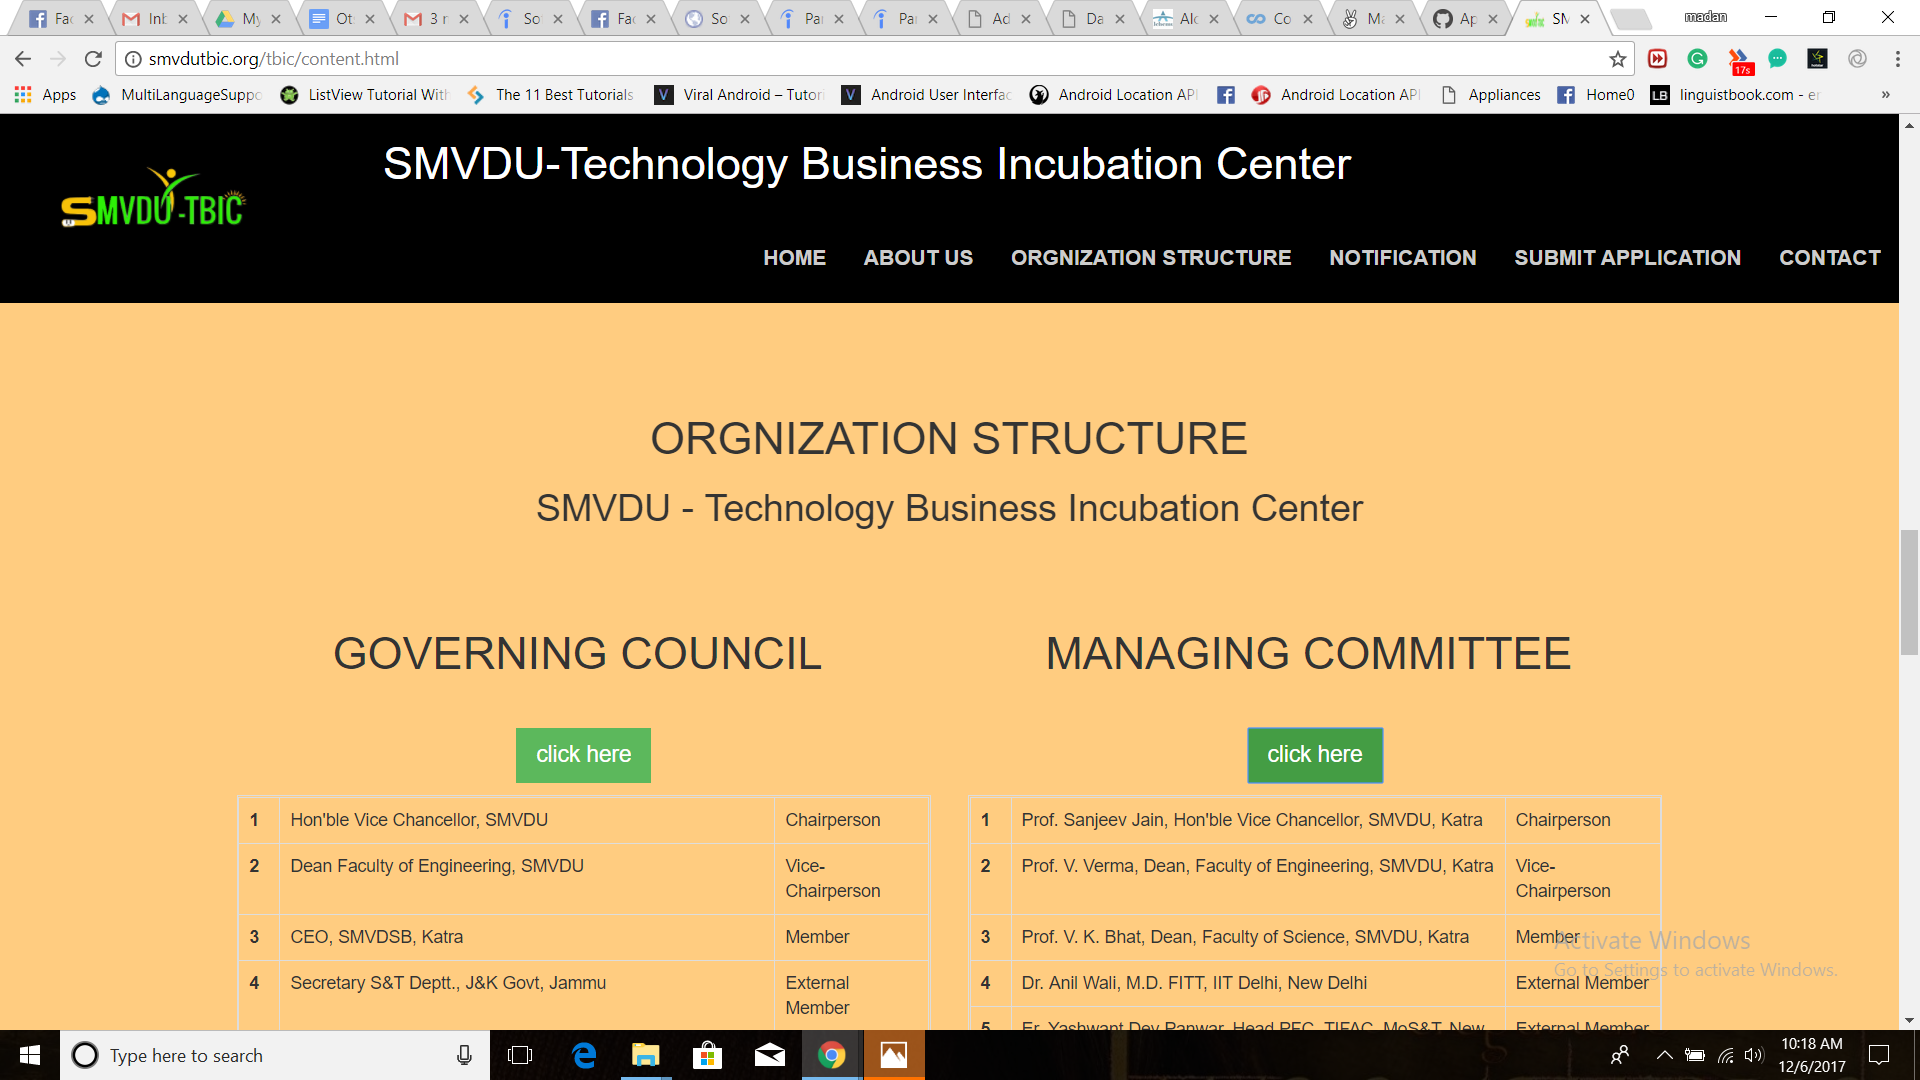 Fac
Inb
My
Ot
3 r
So
Fac
So
Par
Par
Ad
Da
Alc
Co
Ma
Ap
SM
madan
smvdutbic.org/tbic/content.html
17s
Apps
MultiLanguageSuppo
ListView Tutorial With
The 11 Best Tutorials
Viral Android – Tutori
Android User Interfac
Android Location API
Android Location API
Appliances
Home0
LB
linguistbook.com - er
»
SMVDU-TBIC
SMVDU-Technology Business Incubation Center
HOME
ABOUT US
ORGNIZATION STRUCTURE
NOTIFICATION
SUBMIT APPLICATION
CONTACT
ORGNIZATION STRUCTURE
SMVDU - Technology Business Incubation Center
GOVERNING COUNCIL
click here
1 Hon'ble Vice Chancellor, SMVDU Chairperson
2 Dean Faculty of Engineering, SMVDU Vice-
Chairperson
3 CEO, SMVDSB, Katra Member
4 Secretary S&T Deptt., J&K Govt, Jammu External
Member
MANAGING COMMITTEE
click here
1 Prof. Sanjeev Jain, Hon'ble Vice Chancellor, SMVDU, Katra Chairperson
2 Prof. V. Verma, Dean, Faculty of Engineering, SMVDU, Katra Vice-
Chairperson
3 Prof. V. K. Bhat, Dean, Faculty of Science, SMVDU, Katra Member
4 Dr. Anil Wali, M.D. FITT, IIT Delhi, New Delhi External Member
5 Er. Yashwant Dev Panwar, Head PFC, TIFAC, MoS&T, New External Member
Activate Windows
Go to Settings to activate Windows.
Type here to search
10:18 AM
12/6/2017